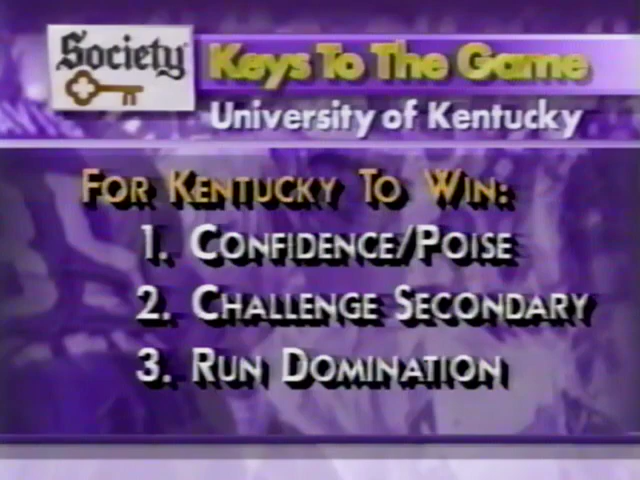 Society
Keys To The Game
University of Kentucky
FOR KENTUCKY TO WIN:
1. CONFIDENCE/POISE
2. CHALLENGE SECONDARY
3. RUN DOMINATION